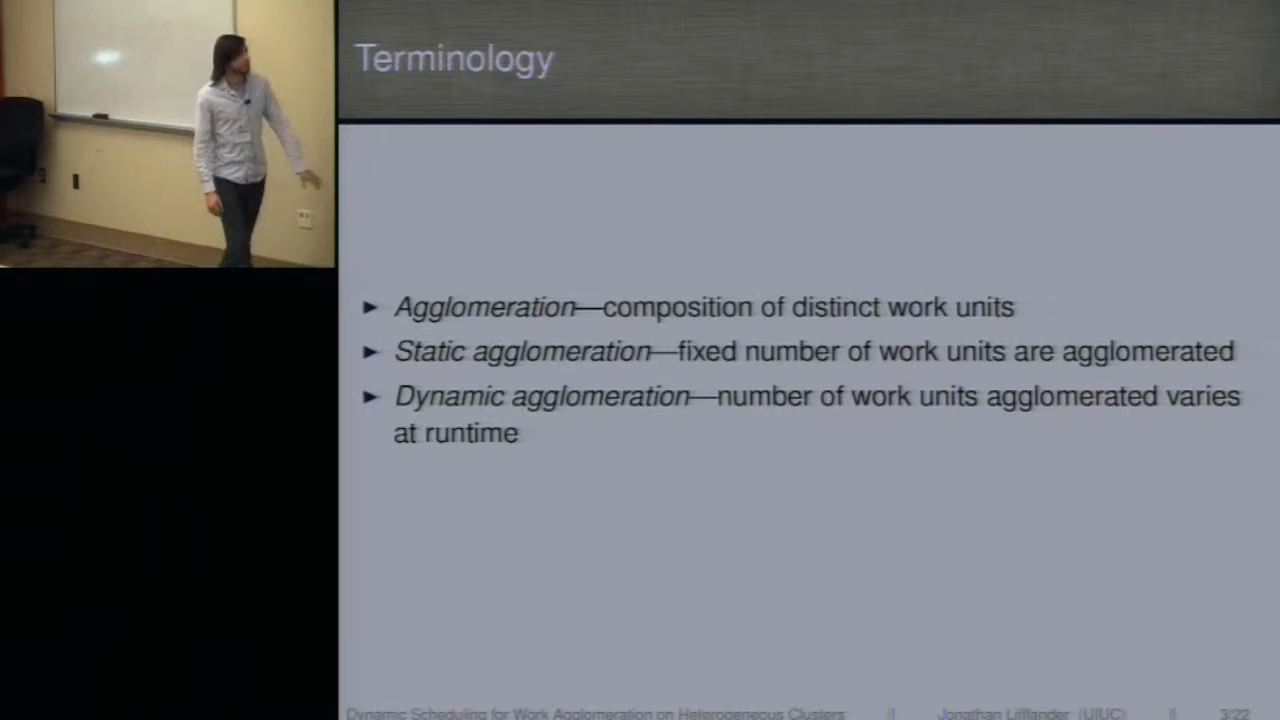 Terminology
► Agglomeration—composition of distinct work units
► Static agglomeration—fixed number of work units are agglomerated
► Dynamic agglomeration—number of work units agglomerated varies
at runtime
Dynamic Scheduling for Work Agglomeration on Heterogeneous Clusters | Jonathan Lifflander (UIUC) | 3/22